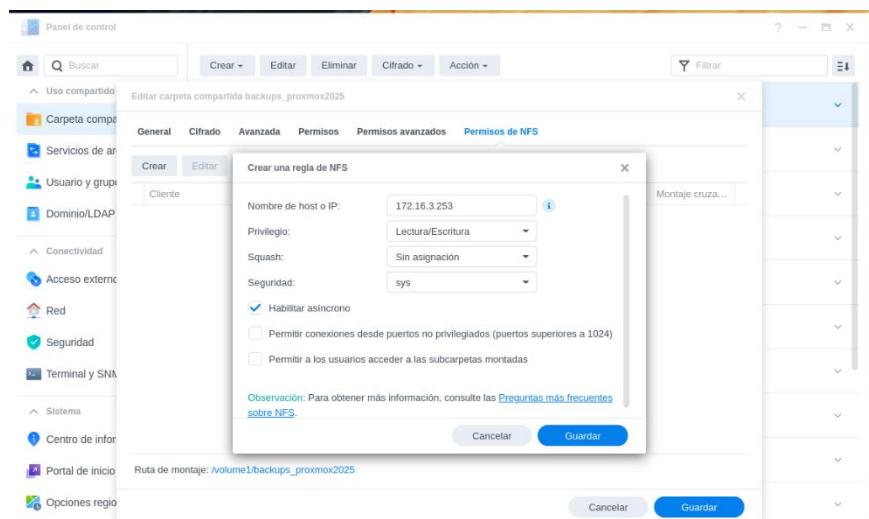 Panel de control
Buscar
Crear Editar Eliminar Cifrado Acción
Filtrar
Uso compartido
Carpeta compa
Servicios de ar
Usuario y grupo
Dominio/LDAP
Conectividad
Acceso externo
Red
Seguridad
Terminal y SNM
Sistema
Centro de infor
Portal de inicio
Opciones regio
Editar carpeta compartida backups_proxmox2025
General Cifrado Avanzada Permisos Permisos avanzados Permisos de NFS
Crear Editar
Cliente
Montaje cruza...
Crear una regla de NFS
Nombre de host o IP: 172.16.3.253
Privilegio: Lectura/Escritura
Squash: Sin asignación
Seguridad: sys
Habilitar asíncrono
Permitir conexiones desde puertos no privilegiados (puertos superiores a 1024)
Permitir a los usuarios acceder a las subcarpetas montadas
Observación: Para obtener más información, consulte las Preguntas más frecuentes
sobre NFS.
Cancelar Guardar
Ruta de montaje: /volume1/backups_proxmox2025
Cancelar Guardar